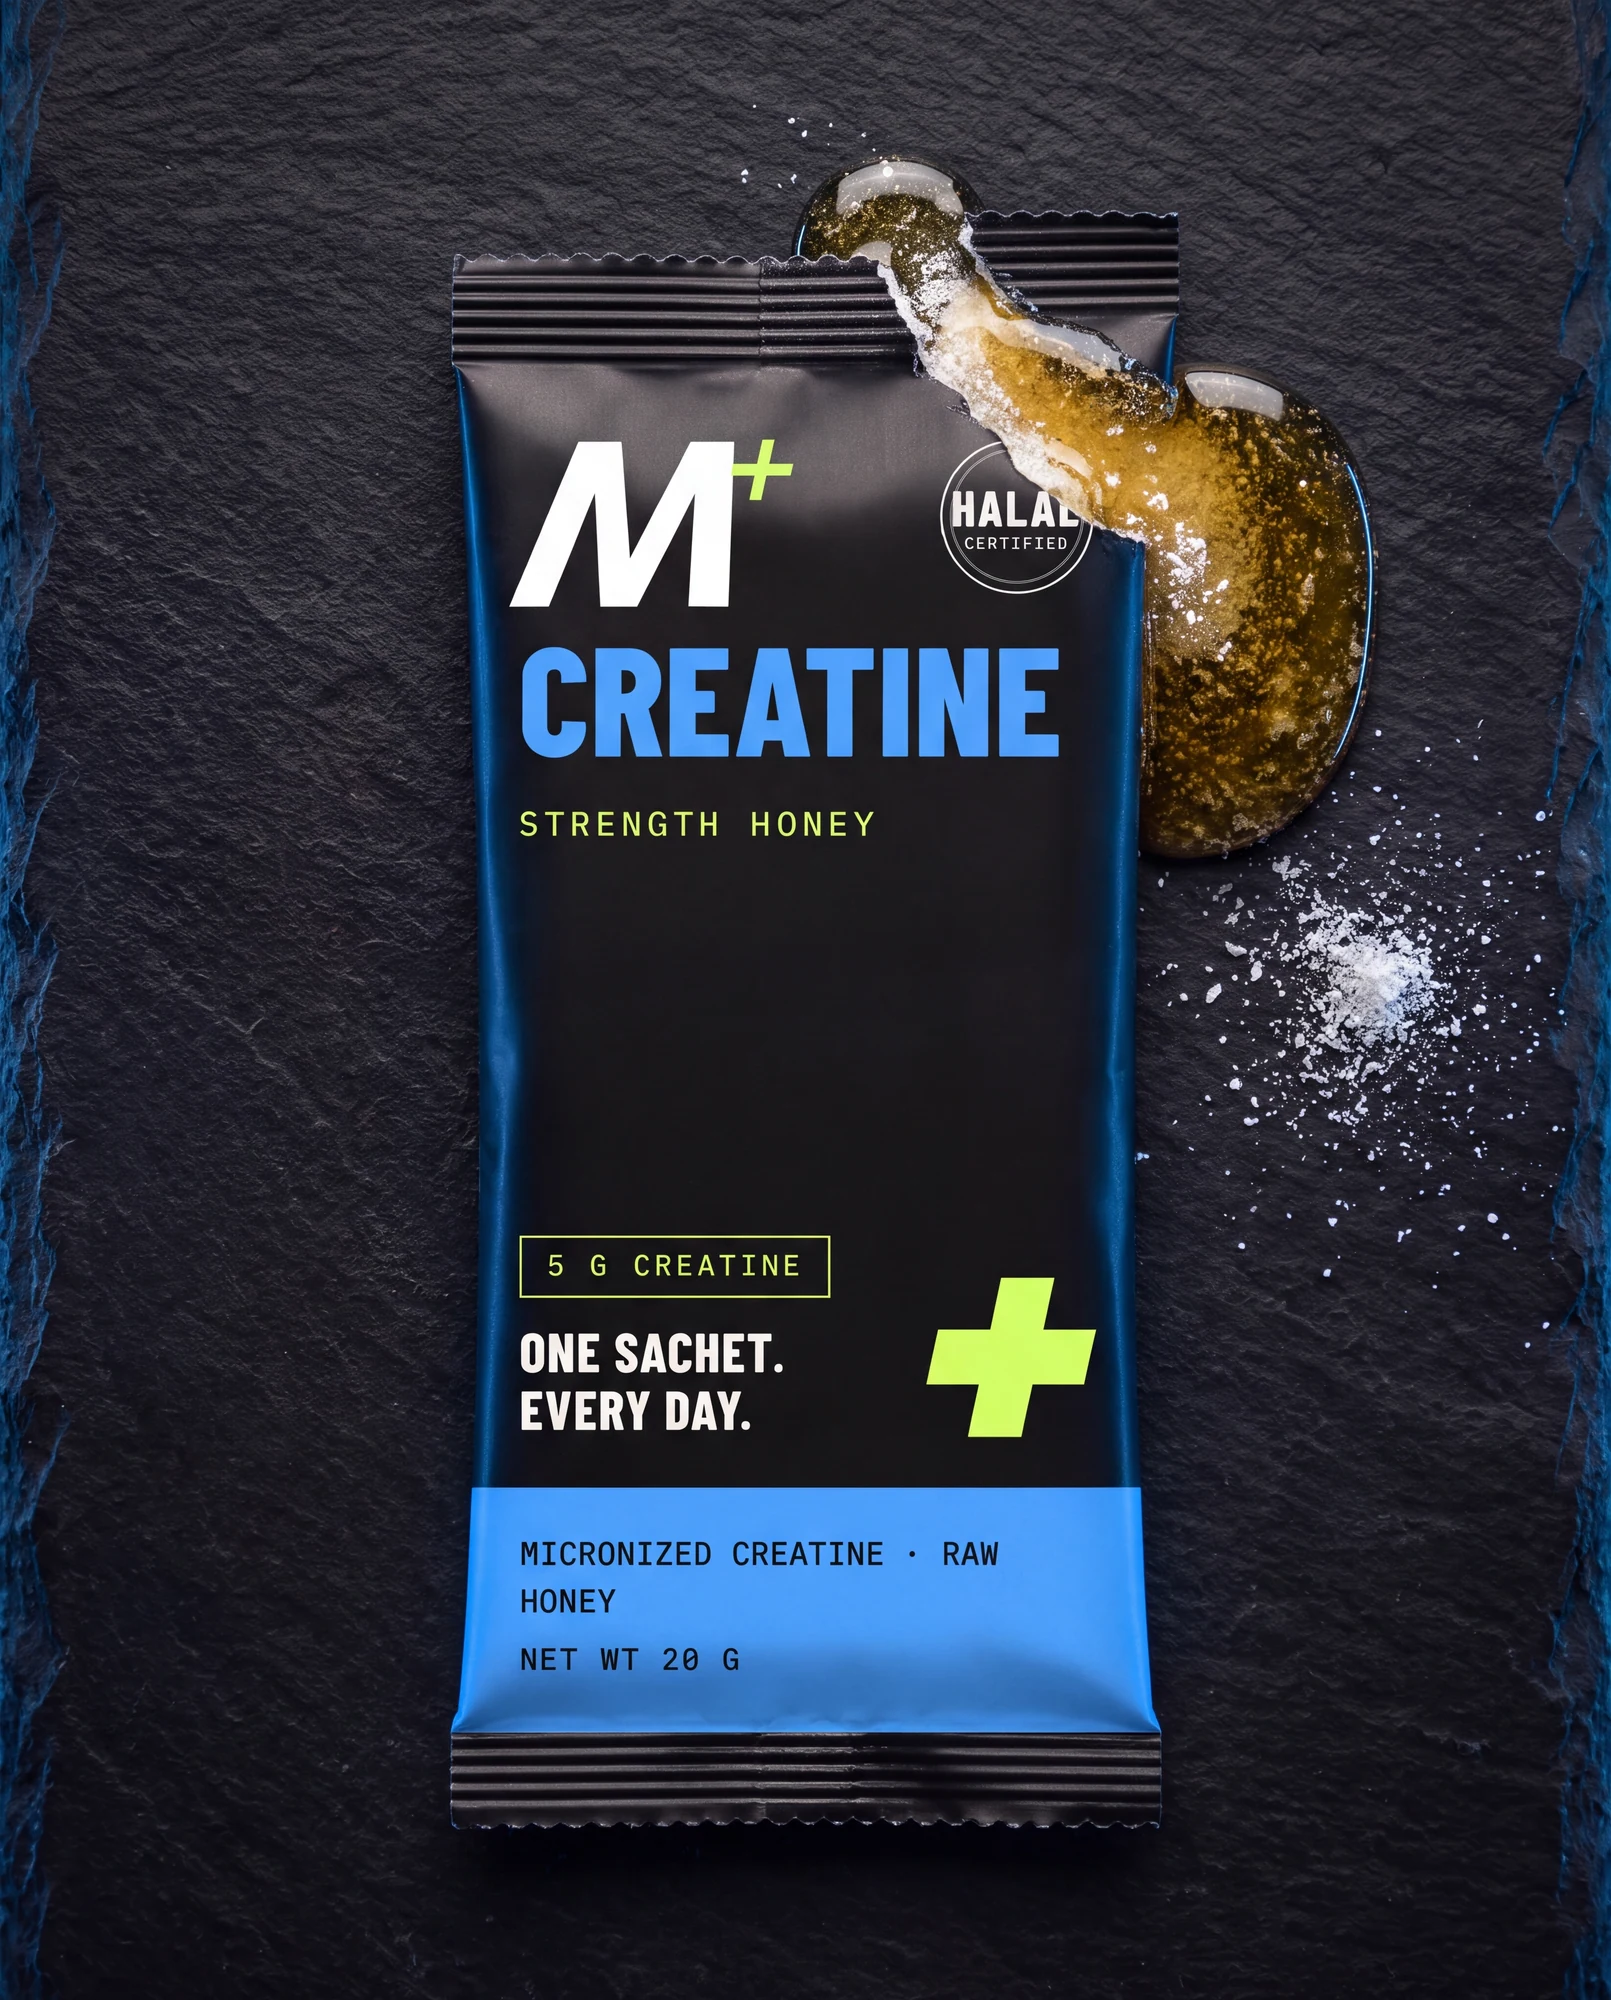 M+
HALAL
CERTIFIED
CREATINE
STRENGTH HONEY
5 G CREATINE
ONE SACHET.
EVERY DAY.
MICRONIZED CREATINE · RAW
HONEY
NET WT 20 G